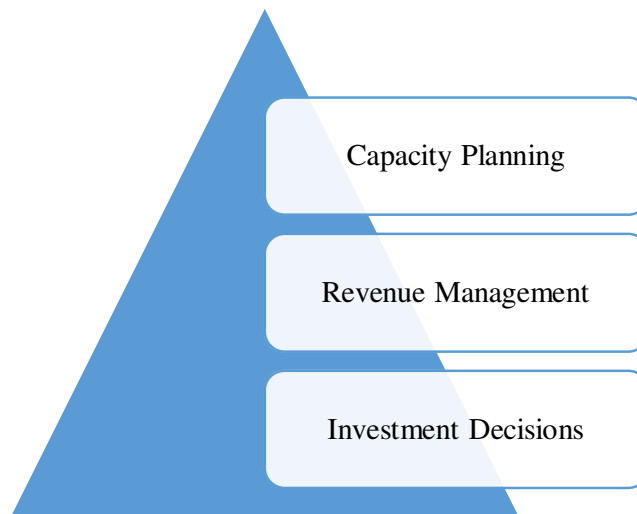 Capacity Planning
Revenue Management
Investment Decisions